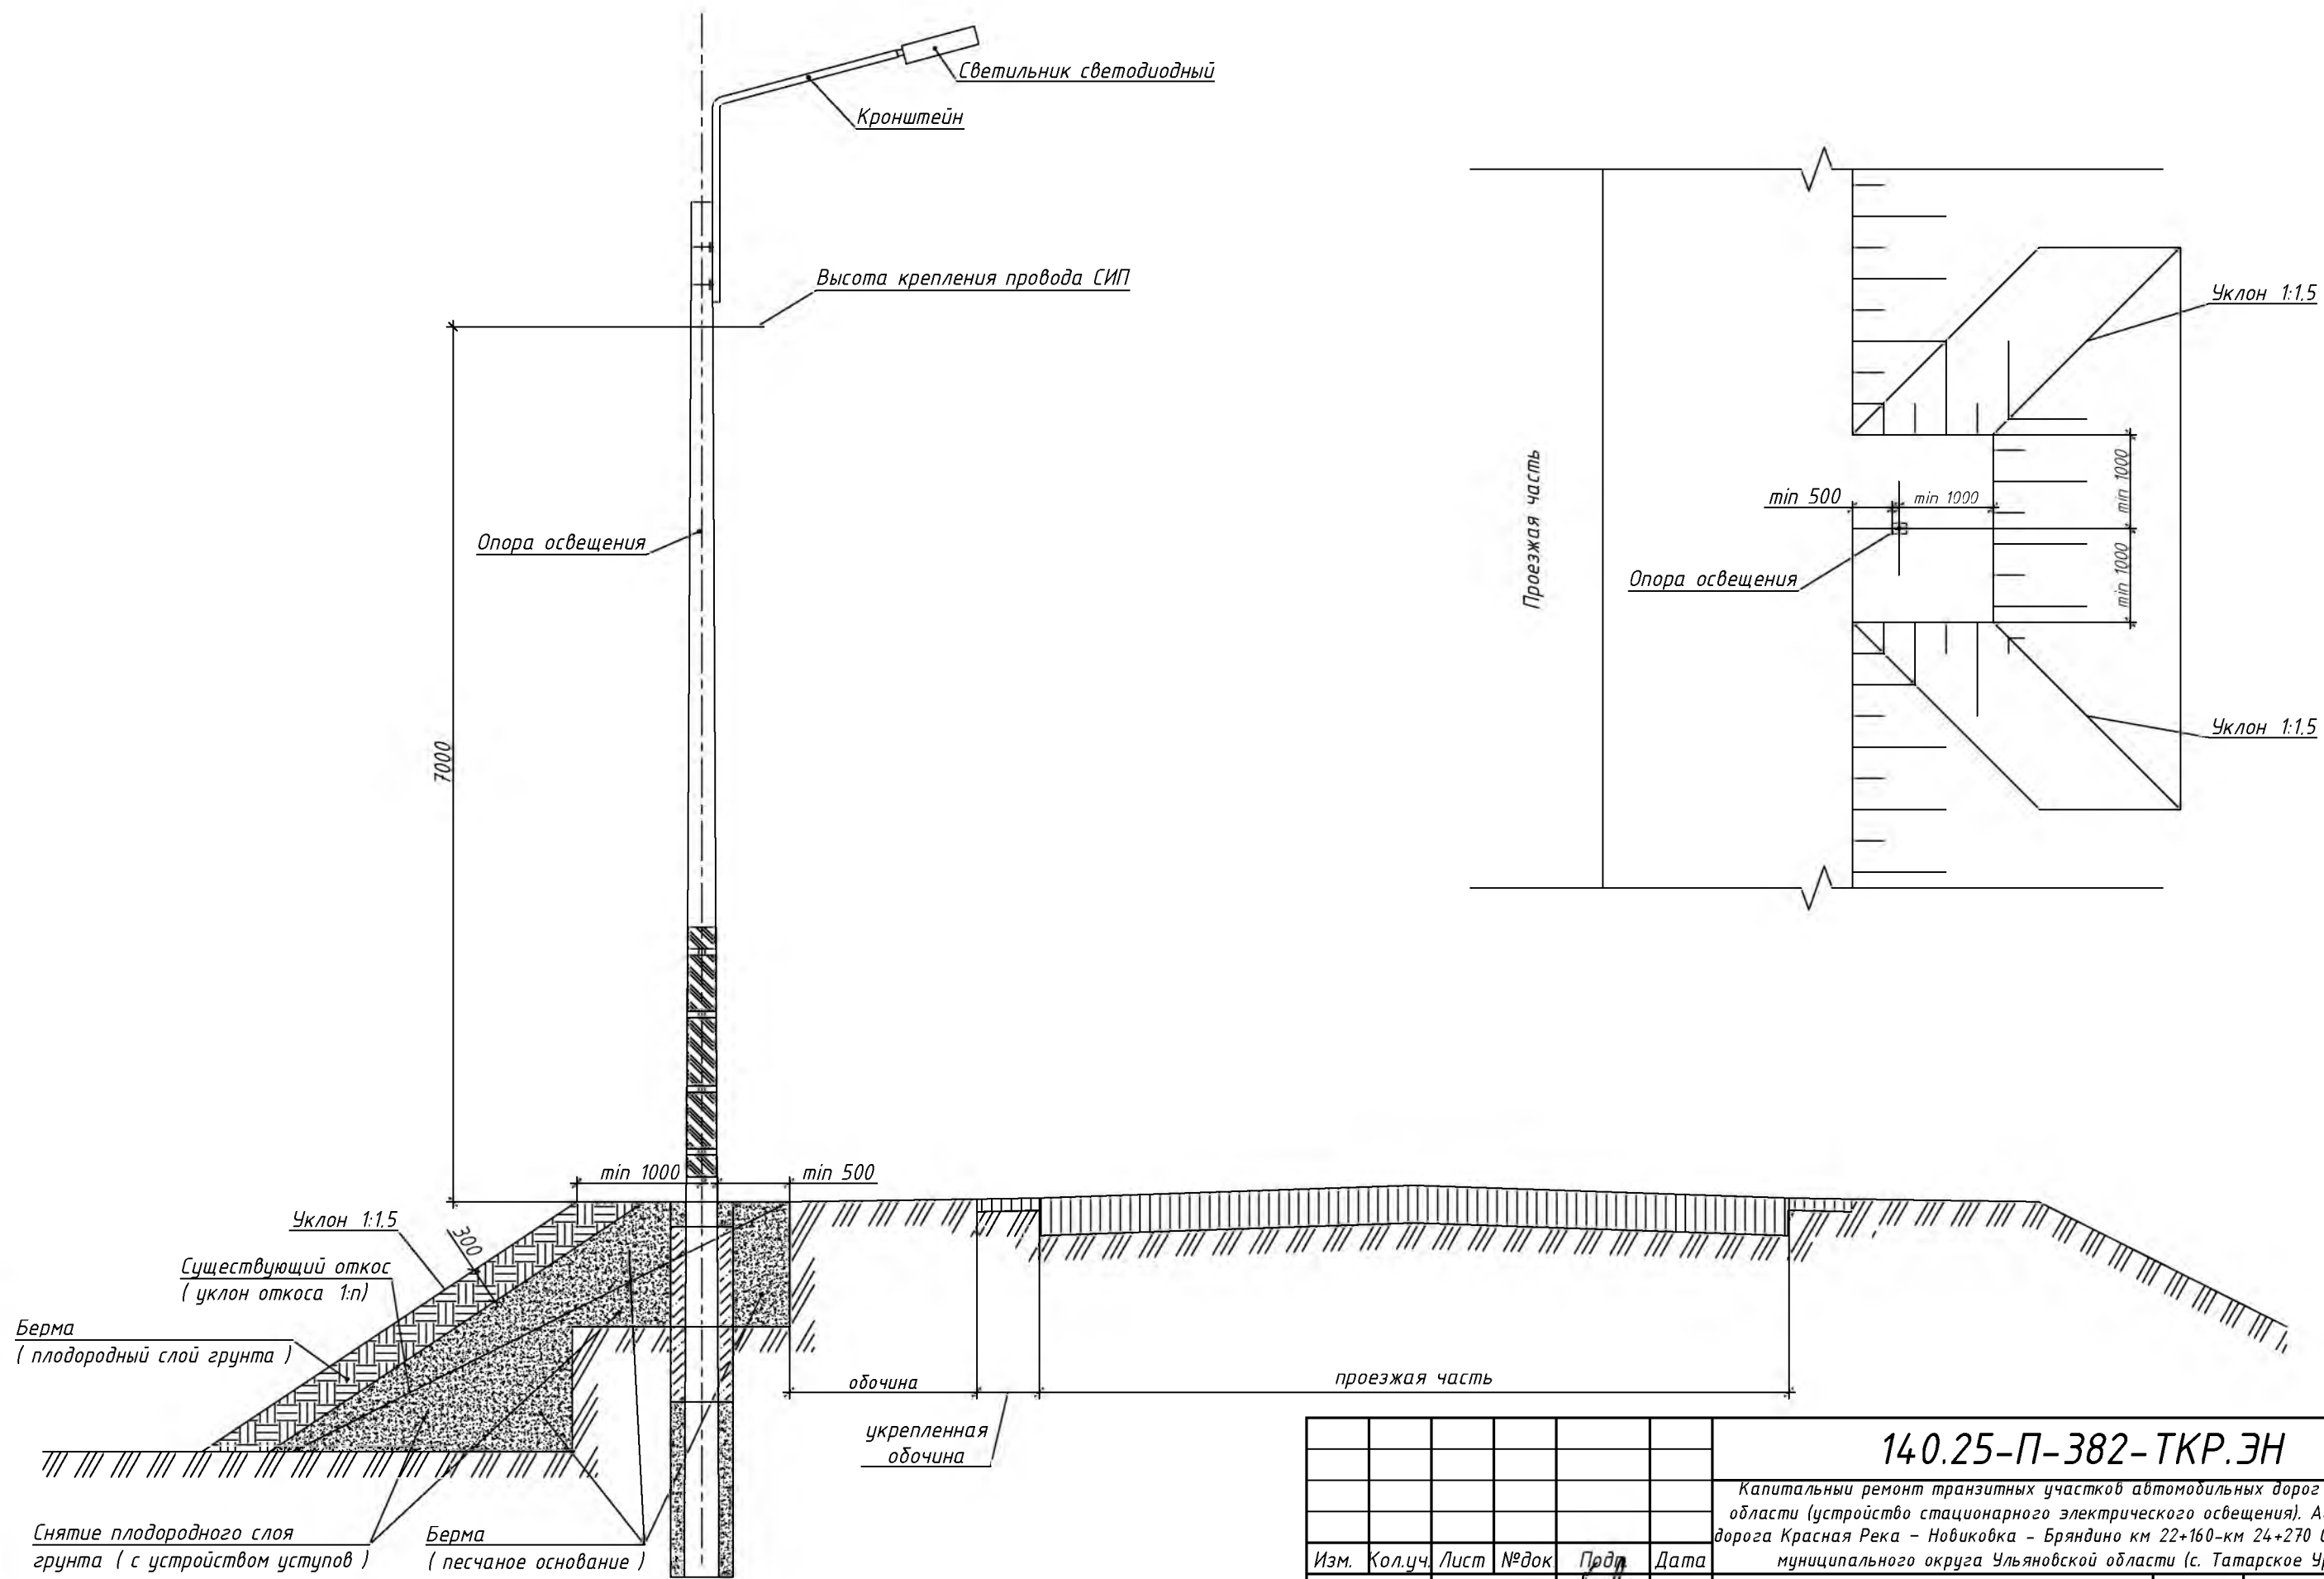 Светильник светодиодный
Кронштейн
Высота крепления провода СИП
Опора освещения
7000
min 1000
min 500
Уклон 1:1.5
300
Существующий откос
( уклон откоса 1:n)
Берма
( плодородный слой грунта )
Снятие плодородного слоя
грунта ( с устройством уступов )
Берма
( песчаное основание )
обочина
укрепленная
обочина
проезжая часть
Проезжая часть
min 500
min 1000
Опора освещения
min 1000
min 1000
Уклон 1:1.5
Уклон 1:1.5
140.25-П-382-ТКР.ЭН
Капитальный ремонт транзитных участков автомобильных дорог
области (устройство стационарного электрического освещения).
дорога Красная Река - Новиковка - Бряндино км 22+160-км 24+270
муниципального округа Ульяновской области (с. Татарское
Изм. Кол.уч. Лист №док Подп. Дата